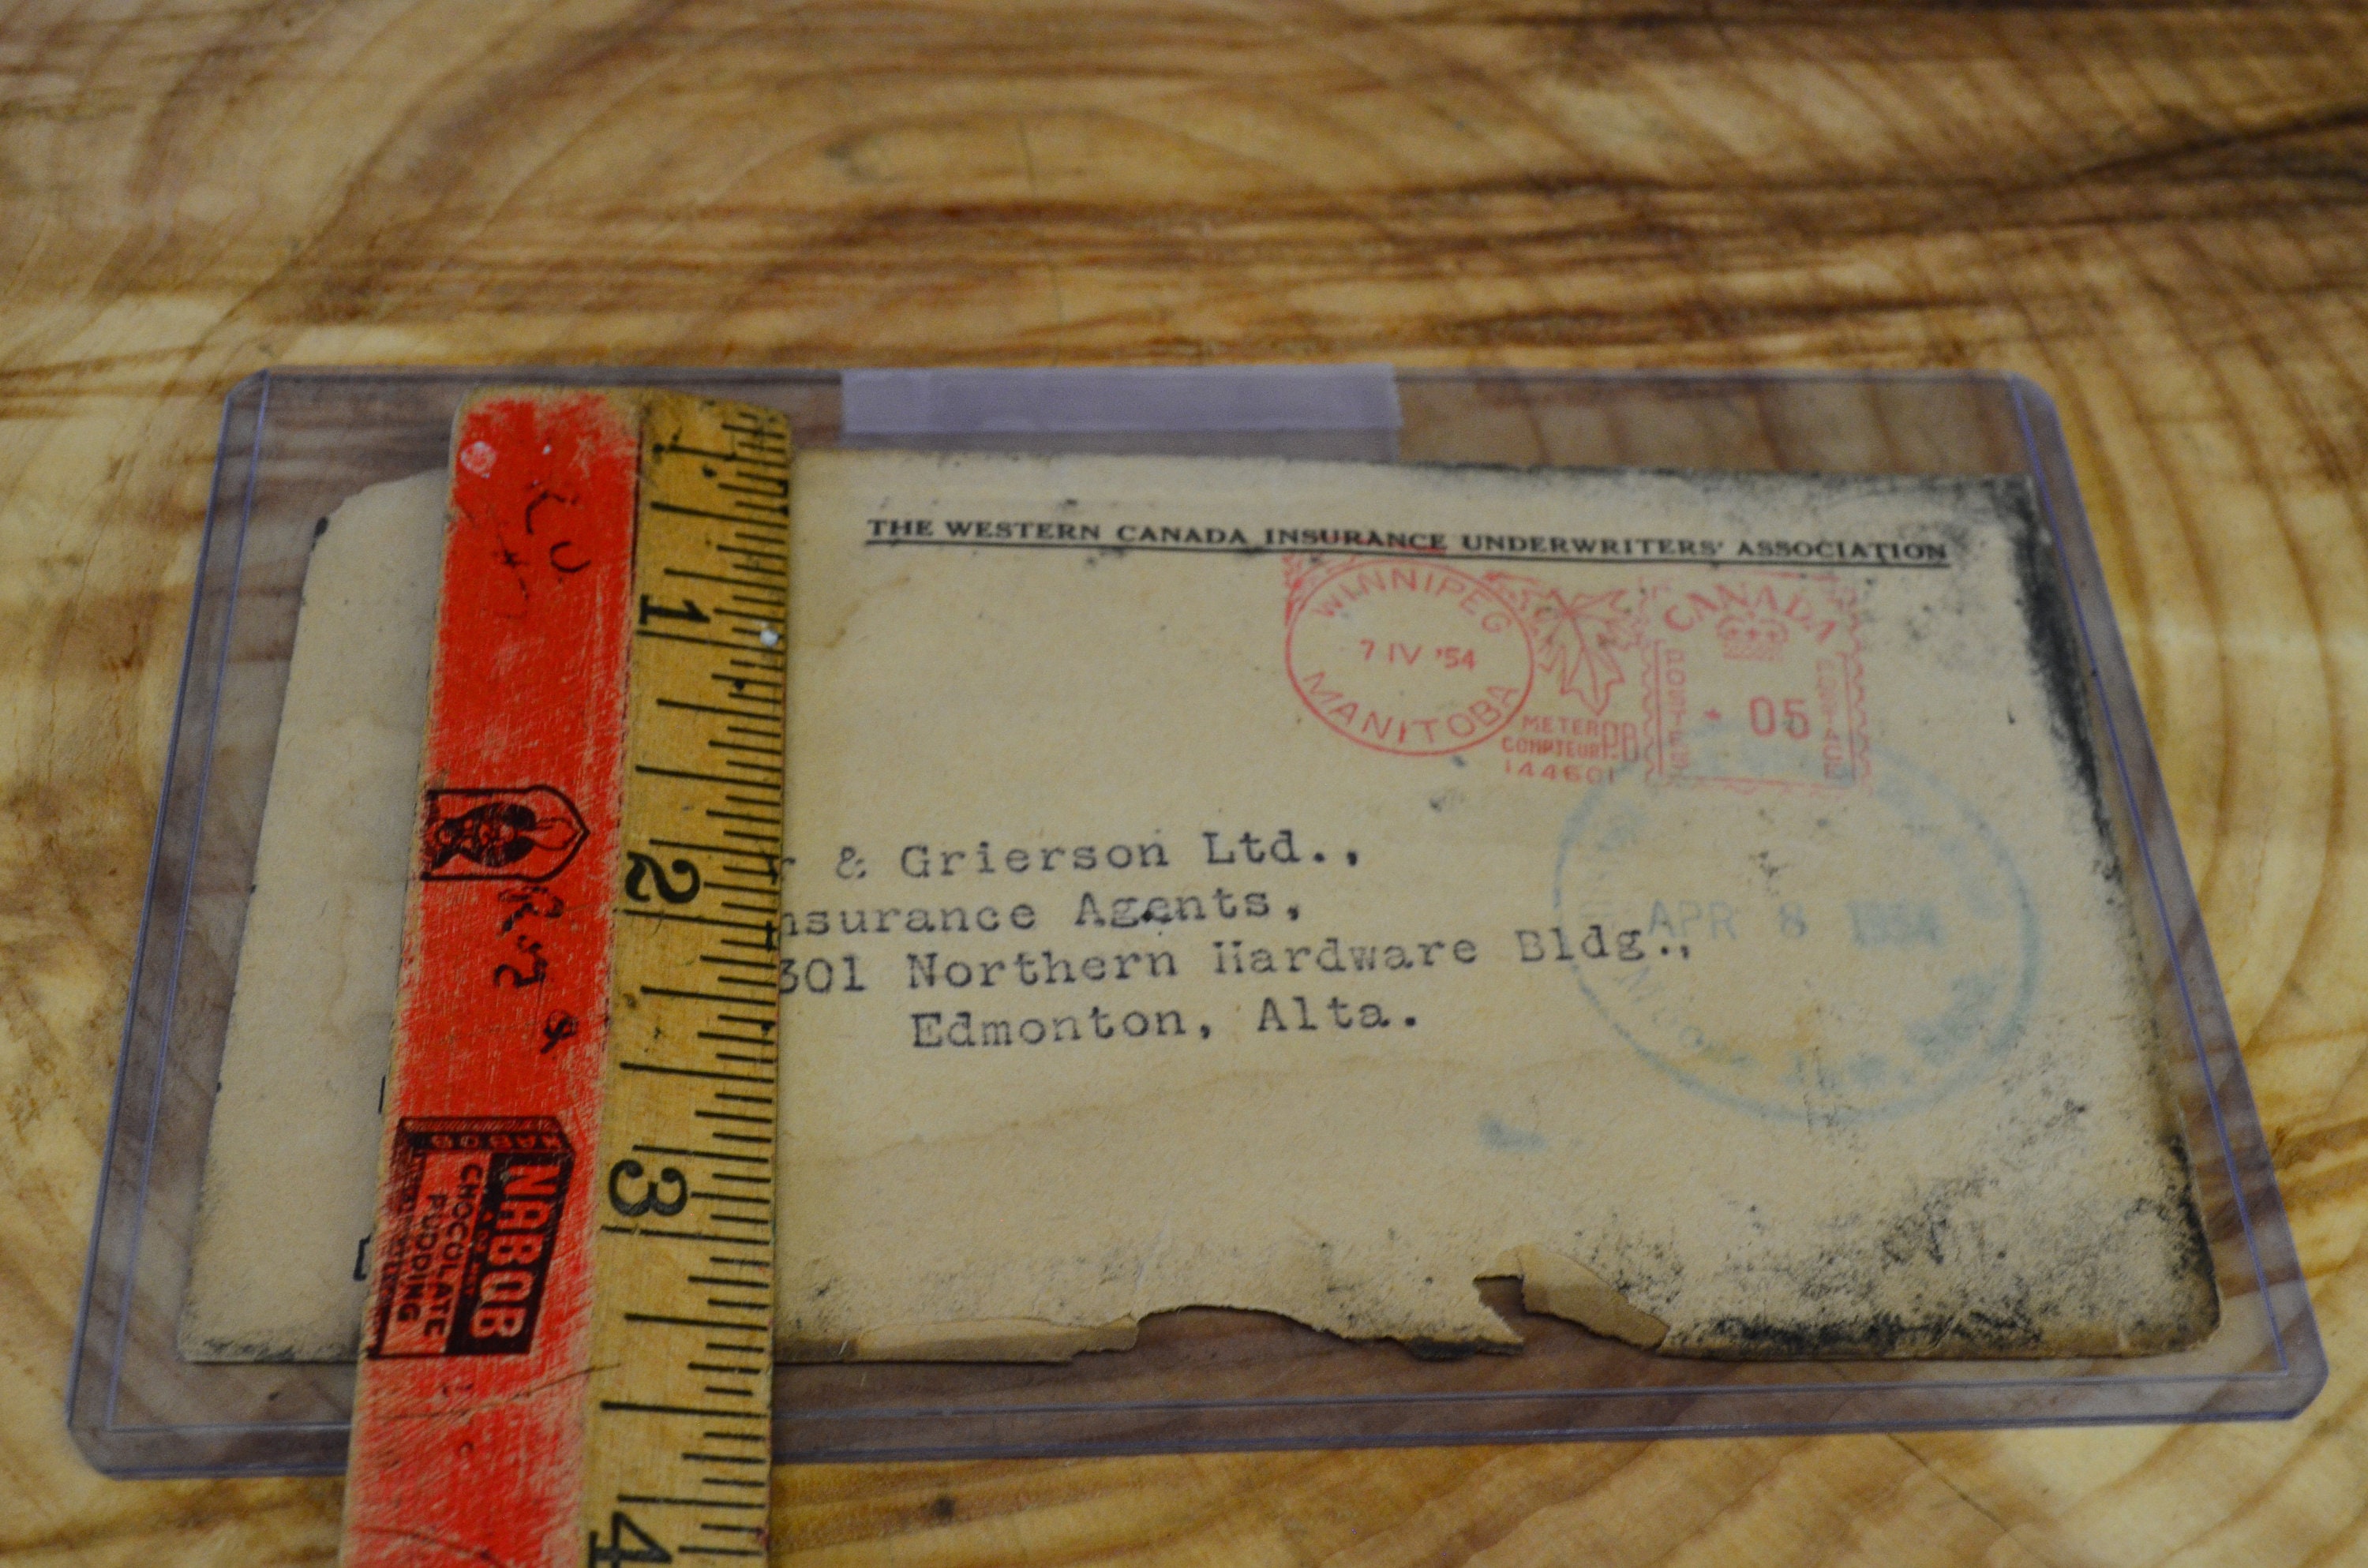 THE WESTERN CANADA INSURANCE UNDERWRITERS' ASSOCIATION
WINNIPEG
7 IV '54
MANITOBA
METER
COMPTEUR
P.B.
144601
CANADA
POSTES
05
POSTAGE
r & Grierson Ltd.,
nsurance Agents,
301 Northern Hardware Bldg.,
Edmonton, Alta.
APR 8 1954
1
2
3
4
NABOB
CHOCOLATE
PUDDING